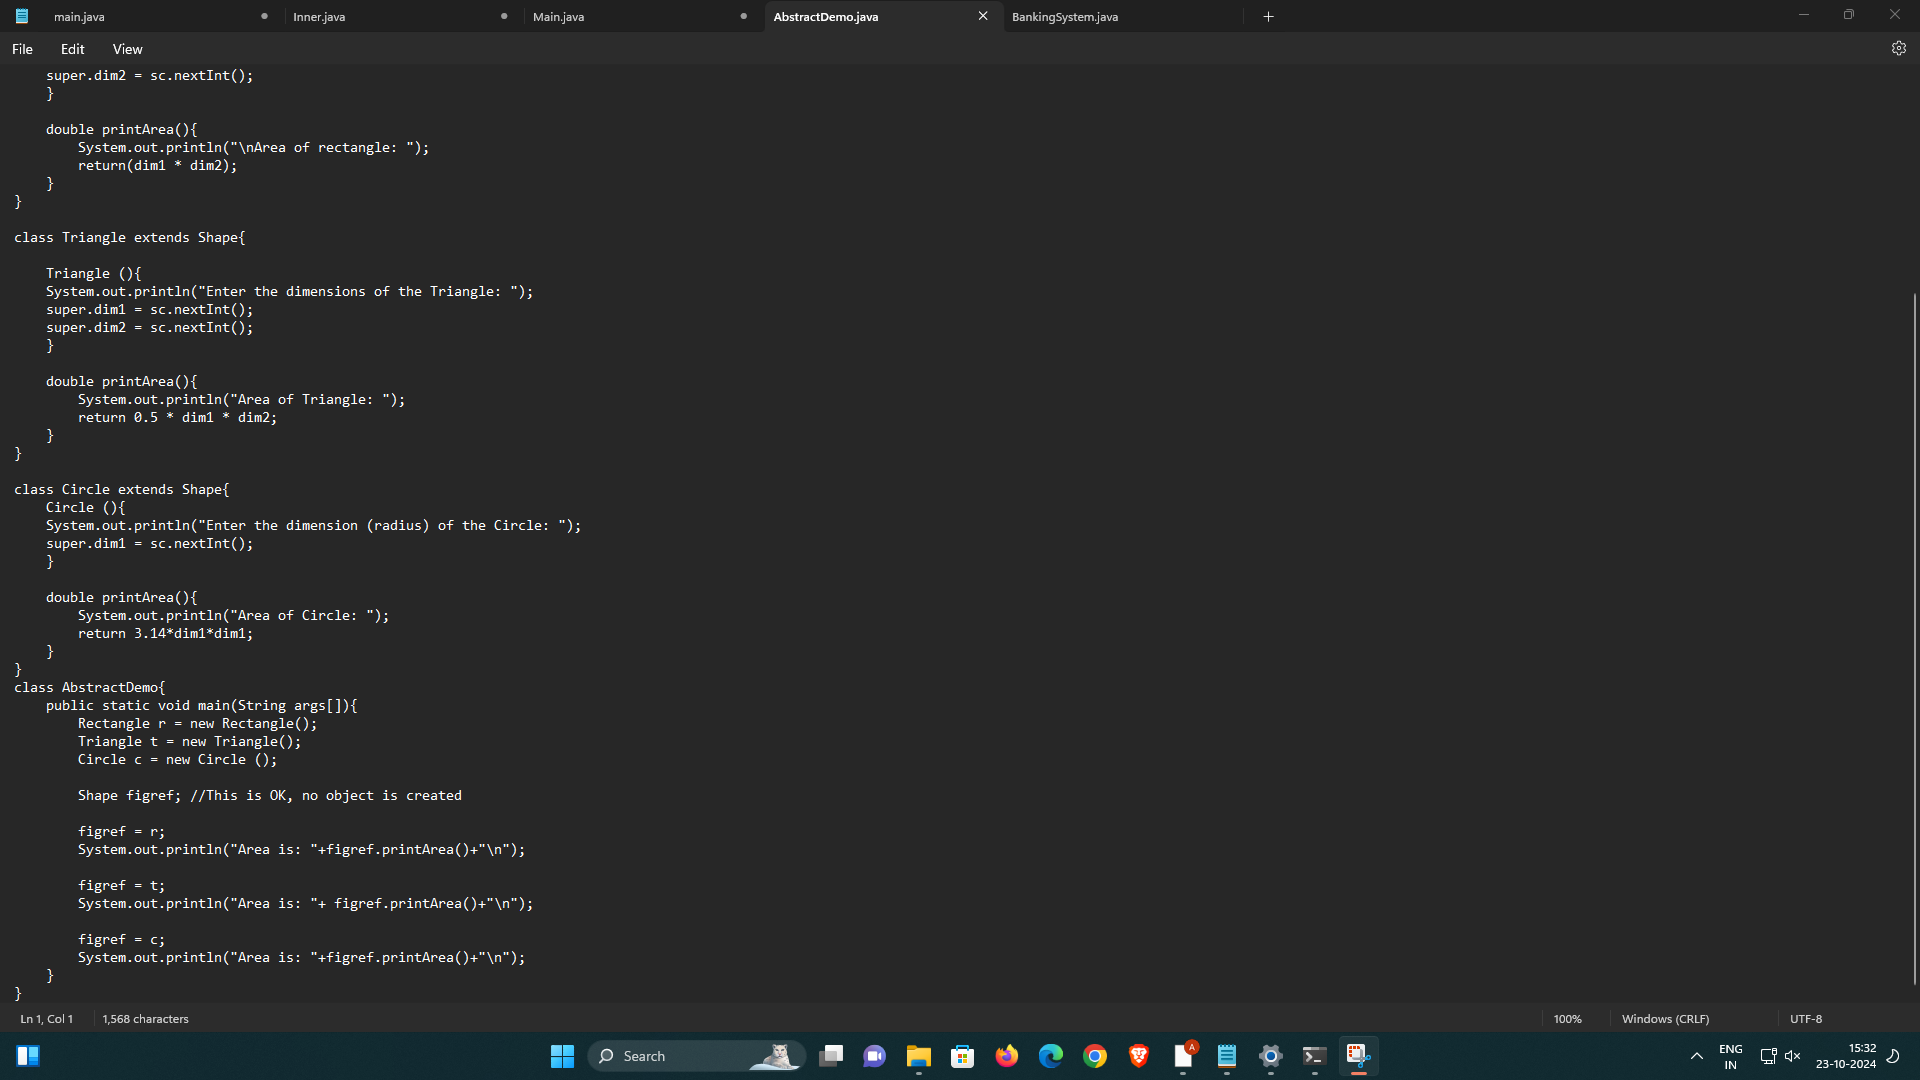 main.java
Inner.java
Main.java
AbstractDemo.java
BankingSystem.java
File Edit View
    super.dim2 = sc.nextInt();
    }

    double printArea(){
        System.out.println("\nArea of rectangle: ");
        return(dim1 * dim2);
    }
}

class Triangle extends Shape{

    Triangle (){
    System.out.println("Enter the dimensions of the Triangle: ");
    super.dim1 = sc.nextInt();
    super.dim2 = sc.nextInt();
    }

    double printArea(){
        System.out.println("Area of Triangle: ");
        return 0.5 * dim1 * dim2;
    }
}

class Circle extends Shape{
    Circle (){
    System.out.println("Enter the dimension (radius) of the Circle: ");
    super.dim1 = sc.nextInt();
    }

    double printArea(){
        System.out.println("Area of Circle: ");
        return 3.14*dim1*dim1;
    }
}
class AbstractDemo{
    public static void main(String args[]){
        Rectangle r = new Rectangle();
        Triangle t = new Triangle();
        Circle c = new Circle ();

        Shape figref; //This is OK, no object is created

        figref = r;
        System.out.println("Area is: "+figref.printArea()+"\n");

        figref = t;
        System.out.println("Area is: "+ figref.printArea()+"\n");

        figref = c;
        System.out.println("Area is: "+figref.printArea()+"\n");
    }
}
Ln 1, Col 1
1,568 characters
100%
Windows (CRLF)
UTF-8
Search
A
ENG
IN
15:32
23-10-2024